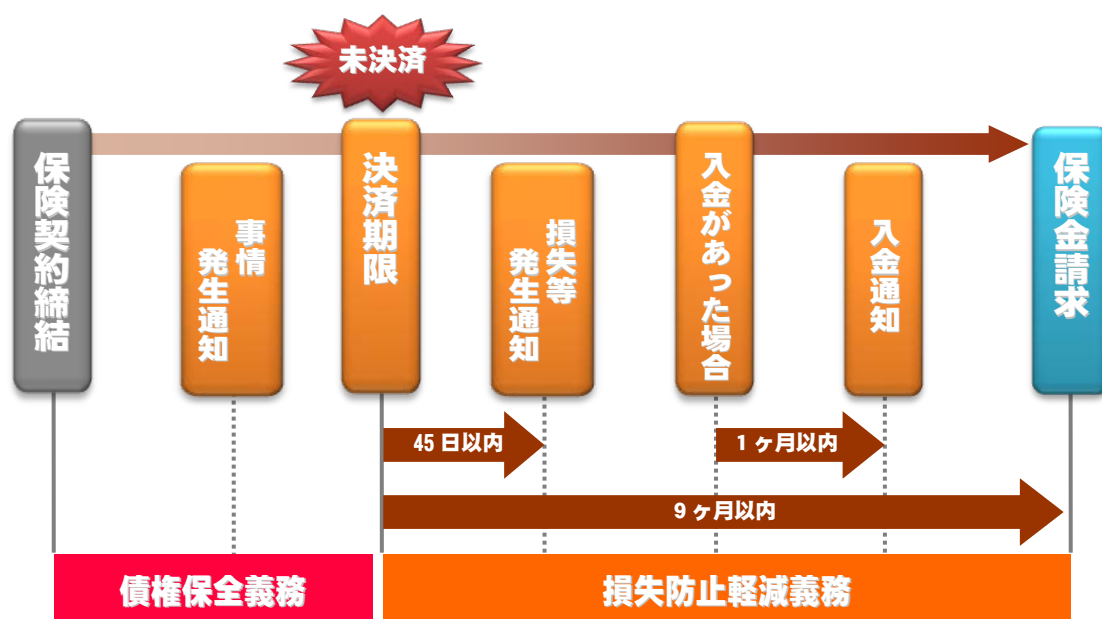 未決済
保険契約締結
事情
発生通知
決済期限
損失等
発生通知
入金があった場合
入金通知
保険金請求
45日以内
1ヶ月以内
9ヶ月以内
債権保全義務
損失防止軽減義務